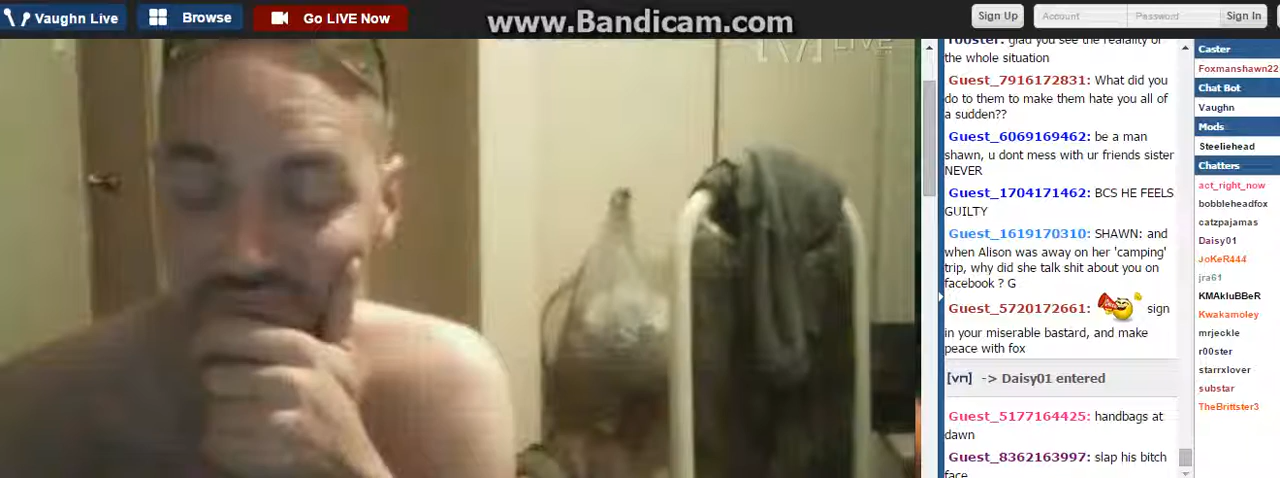 Vaughn Live
Browse
Go LIVE Now
www.Bandicam.com
Sign Up
Account
Password
Sign In
[V] LIVE
rooster: glad you see the realality of
the whole situation
Guest_7916172831: What did you
do to them to make them hate you all of
a sudden??
Guest_6069169462: be a man
shawn, u dont mess with ur friends sister
NEVER
Guest_1704171462: BCS HE FEELS
GUILTY
Guest_1619170310: SHAWN: and
when Alison was away on her 'camping'
trip, why did she talk shit about you on
facebook ? G
Guest_5720172661: sign
in your miserable bastard, and make
peace with fox
[vn] -> Daisy01 entered
Guest_5177164425: handbags at
dawn
Guest_8362163997: slap his bitch
face
Caster
Foxmanshawn22
Chat Bot
Vaughn
Mods
Steeliehead
Chatters
act_right_now
bobbleheadfox
catzpajamas
Daisy01
JoKeR444
jra61
KMAkluBBeR
Kwakamoley
mrjeckle
r00ster
starrxlover
substar
TheBrittster3